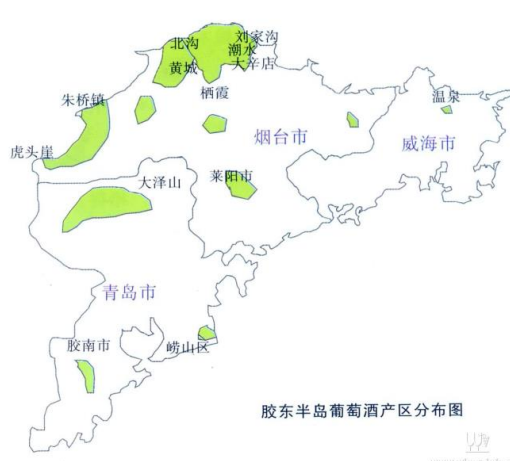 刘家沟
北沟
潮水
大辛店
黄城
栖霞
朱桥镇
温泉
烟台市
威海市
虎头崖
莱阳市
大泽山
青岛市
胶南市
崂山区
胶东半岛葡萄酒产区分布图